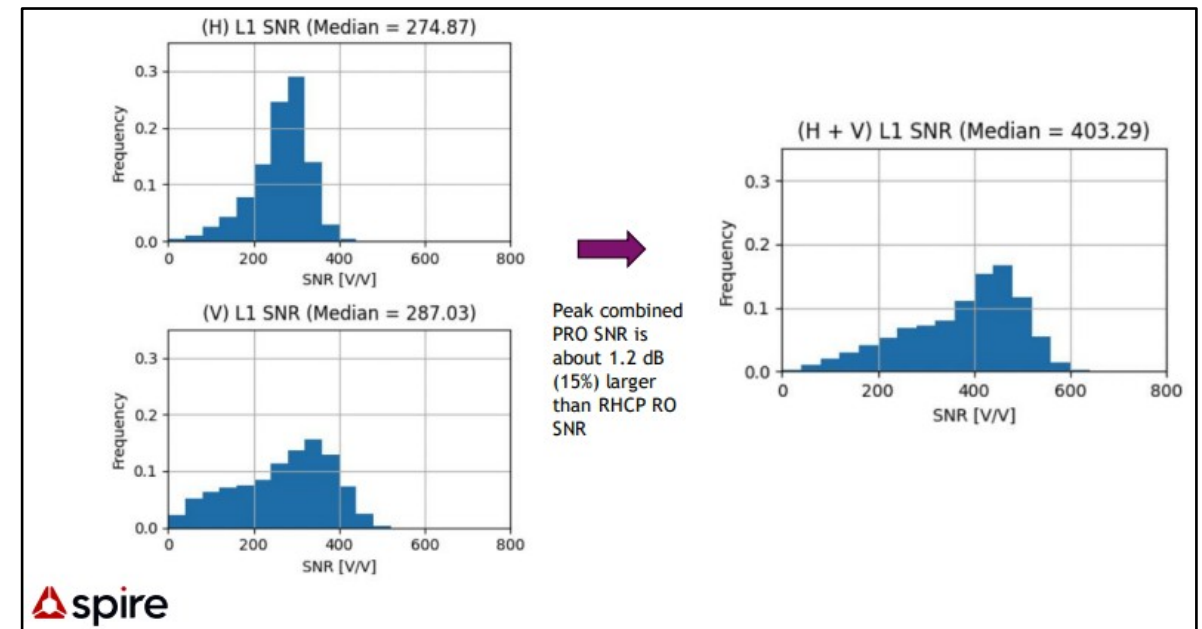 (H) L1 SNR (Median = 274.87)
0.3
0.2
0.1
0.0
Frequency
0 200 400 600 800
SNR [V/V]
(V) L1 SNR (Median = 287.03)
0.3
0.2
0.1
0.0
Frequency
0 200 400 600 800
SNR [V/V]
Peak combined
PRO SNR is
about 1.2 dB
(15%) larger
than RHCP RO
SNR
(H + V) L1 SNR (Median = 403.29)
0.3
0.2
0.1
0.0
Frequency
0 200 400 600 800
SNR [V/V]
spire